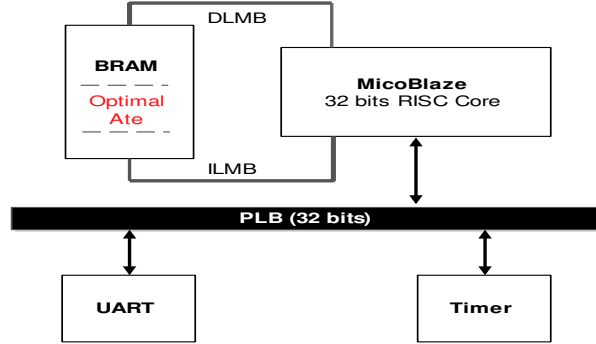 DLMB
BRAM
Optimal
Ate
MicoBlaze
32 bits RISC Core
ILMB
PLB (32 bits)
UART
Timer